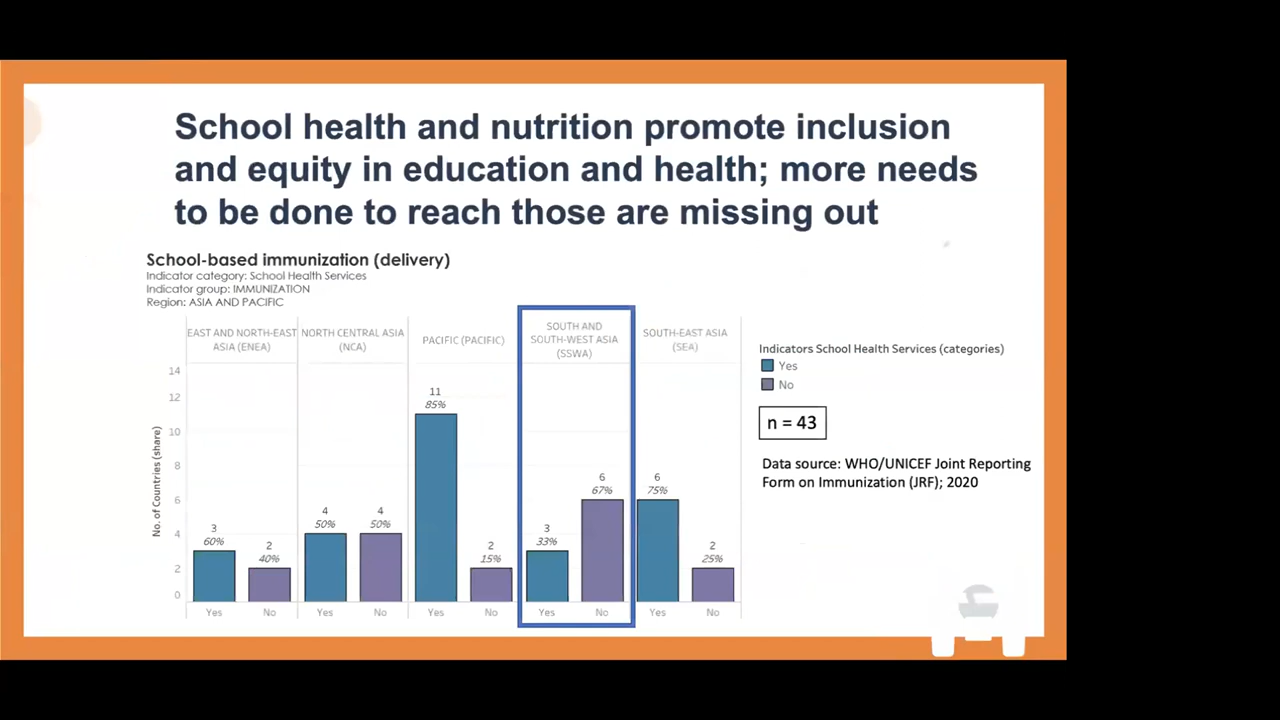 School health and nutrition promote inclusion
and equity in education and health; more needs
to be done to reach those are missing out
School-based immunization (delivery)
Indicator category: School Health Services
Indicator group: IMMUNIZATION
Region: ASIA AND PACIFIC
EAST AND NORTH-EAST
ASIA (ENEA)
NORTH CENTRAL ASIA
(NCA)
PACIFIC (PACIFIC)
SOUTH AND
SOUTH-WEST ASIA
(SSWA)
SOUTH-EAST ASIA
(SEA)
No. of Countries (share)
14
12
10
8
6
4
2
0
3
60%
2
40%
4
50%
4
50%
11
85%
2
15%
3
33%
6
67%
6
75%
2
25%
Yes No Yes No Yes No Yes No Yes No
Indicators School Health Services (categories)
Yes
No
n = 43
Data source: WHO/UNICEF Joint Reporting
Form on Immunization (JRF); 2020